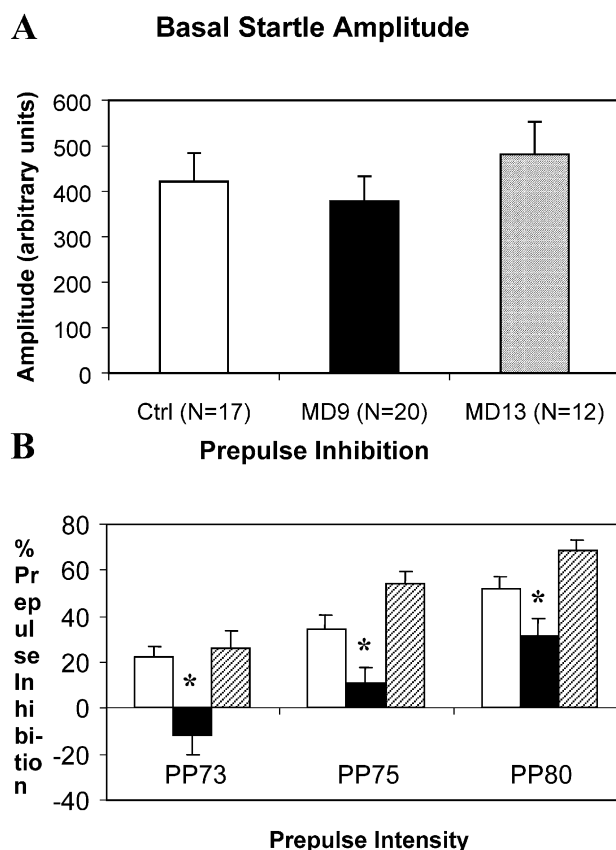 A
Basal Startle Amplitude
Amplitude (arbitrary units)
600
500
400
300
200
100
0
Ctrl (N=17)
MD9 (N=20)
MD13 (N=12)
B
Prepulse Inhibition
%
Pr
ep
ul
se
In
hi
bi-
tio
n
80
60
40
20
0
-20
-40
*
*
*
PP73
PP75
PP80
Prepulse Intensity